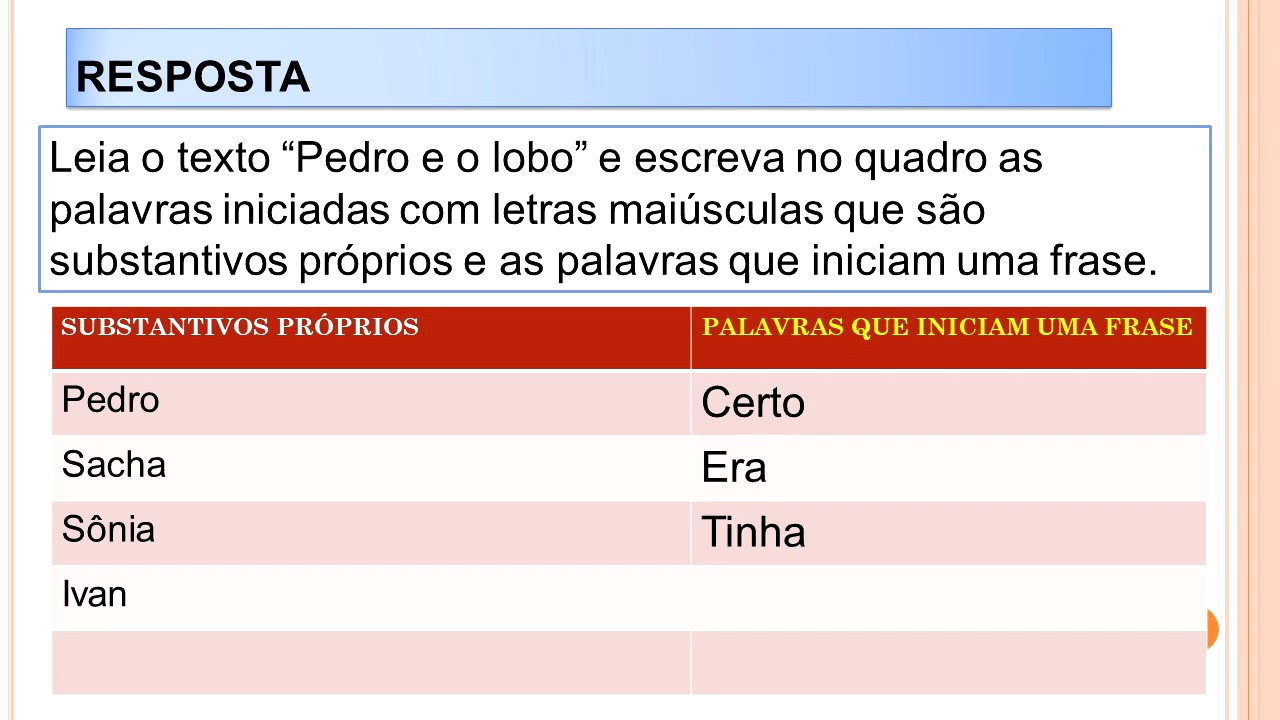 RESPOSTA
Leia o texto “Pedro e o lobo” e escreva no quadro as
palavras iniciadas com letras maiúsculas que são
substantivos próprios e as palavras que iniciam uma frase.
SUBSTANTIVOS PRÓPRIOS PALAVRAS QUE INICIAM UMA FRASE
Pedro Certo
Sacha Era
Sônia Tinha
Ivan